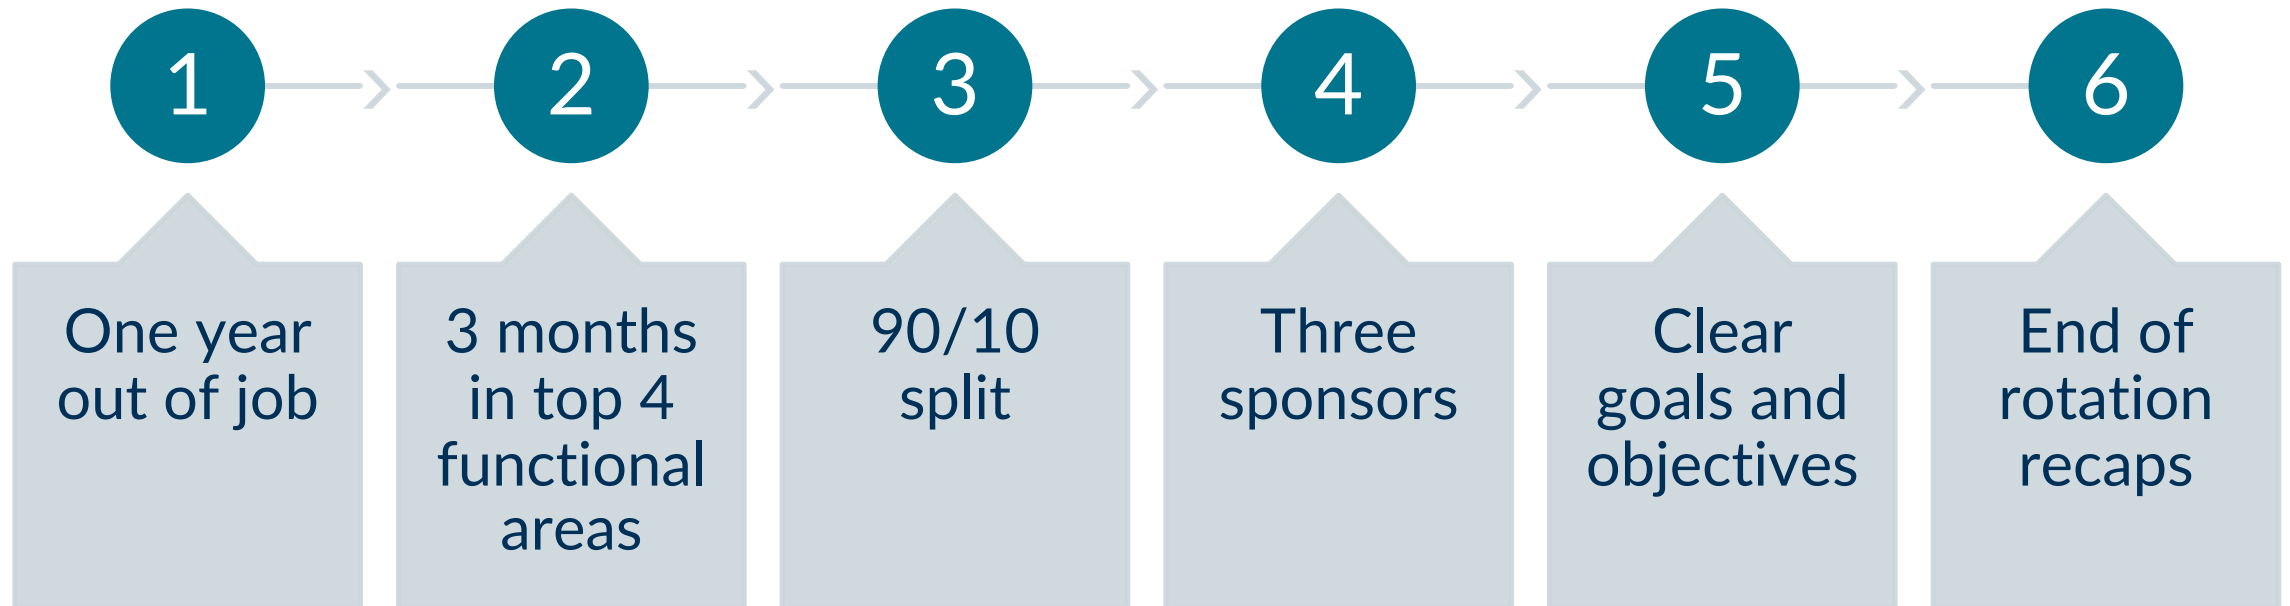 1
One year
out of job
2
3 months
in top 4
functional
areas
3
90/10
split
4
Three
sponsors
5
Clear
goals and
objectives
6
End of
rotation
recaps